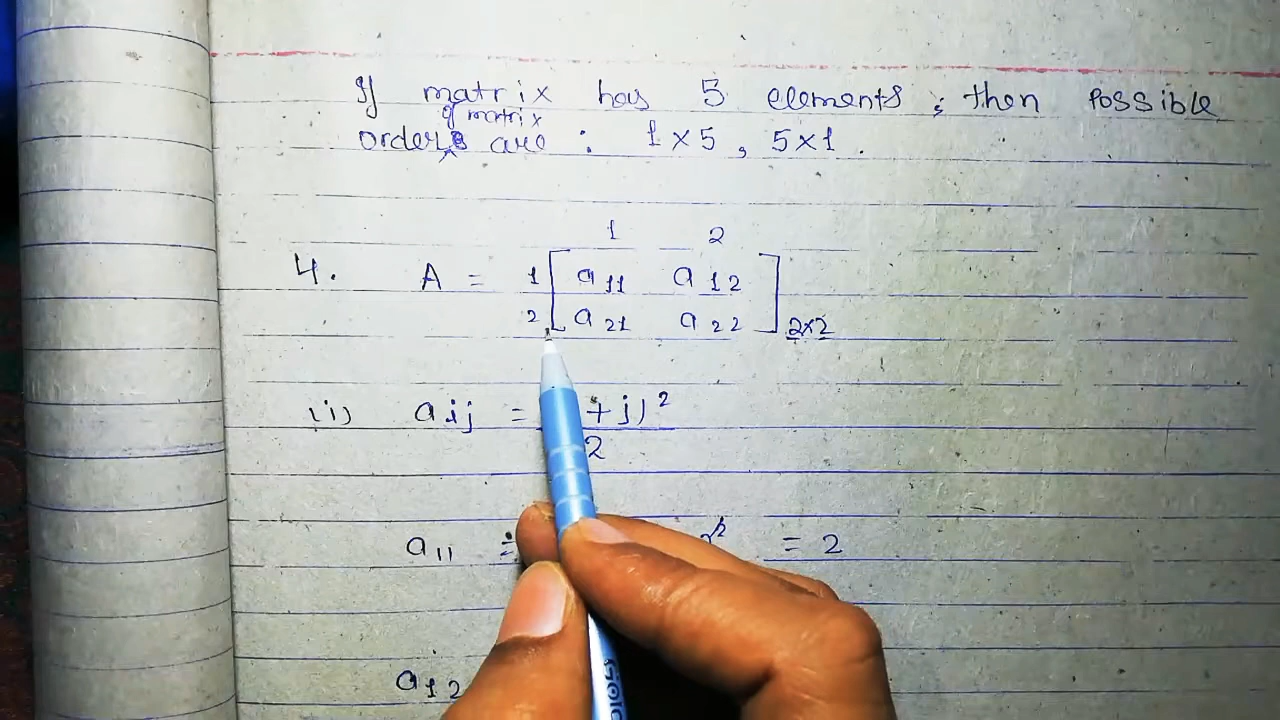 If matrix has 5 elements, then possible
of matrix
orders are : 1 × 5 , 5 × 1 .
1 2
4. A = 1 [ a11 a12
2 a21 a22 ] 2×2
(i) aij = +j)²
2
a11 = = 2
a12